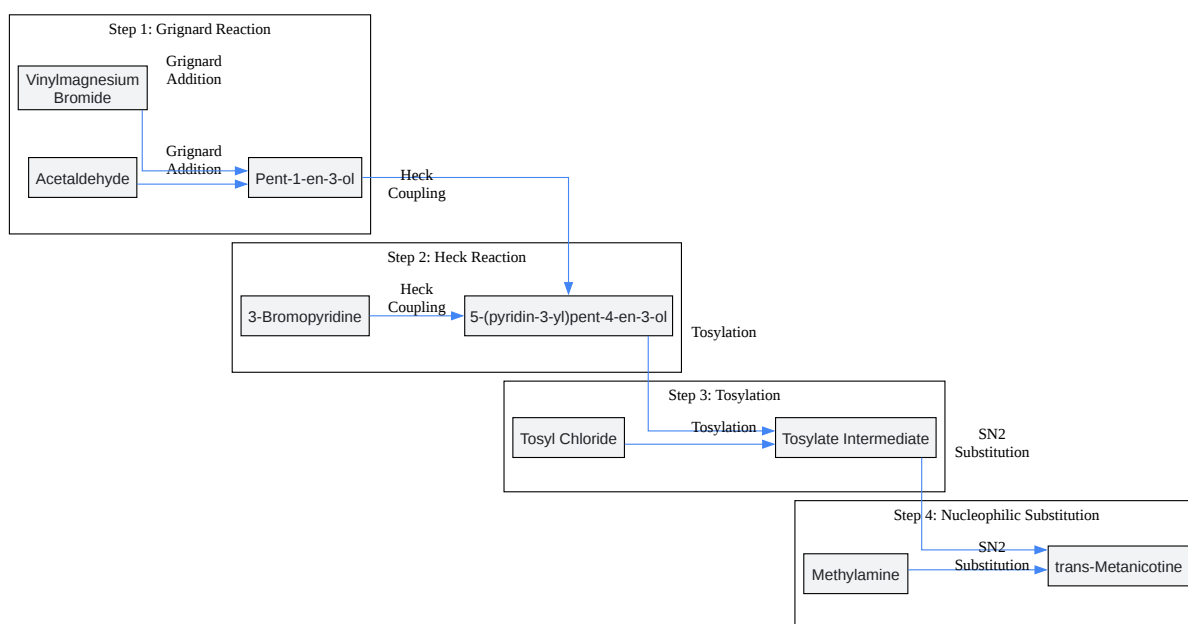 Step 1: Grignard Reaction
Grignard
Addition
Vinylmagnesium
Bromide
Grignard
Addition
Acetaldehyde
Pent-1-en-3-ol
Heck
Coupling
Step 2: Heck Reaction
Heck
Coupling
3-Bromopyridine
5-(pyridin-3-yl)pent-4-en-3-ol
Tosylation
Step 3: Tosylation
Tosyl Chloride
Tosylation
Tosylate Intermediate
SN2
Substitution
Step 4: Nucleophilic Substitution
SN2
Substitution
Methylamine
trans-Metanicotine